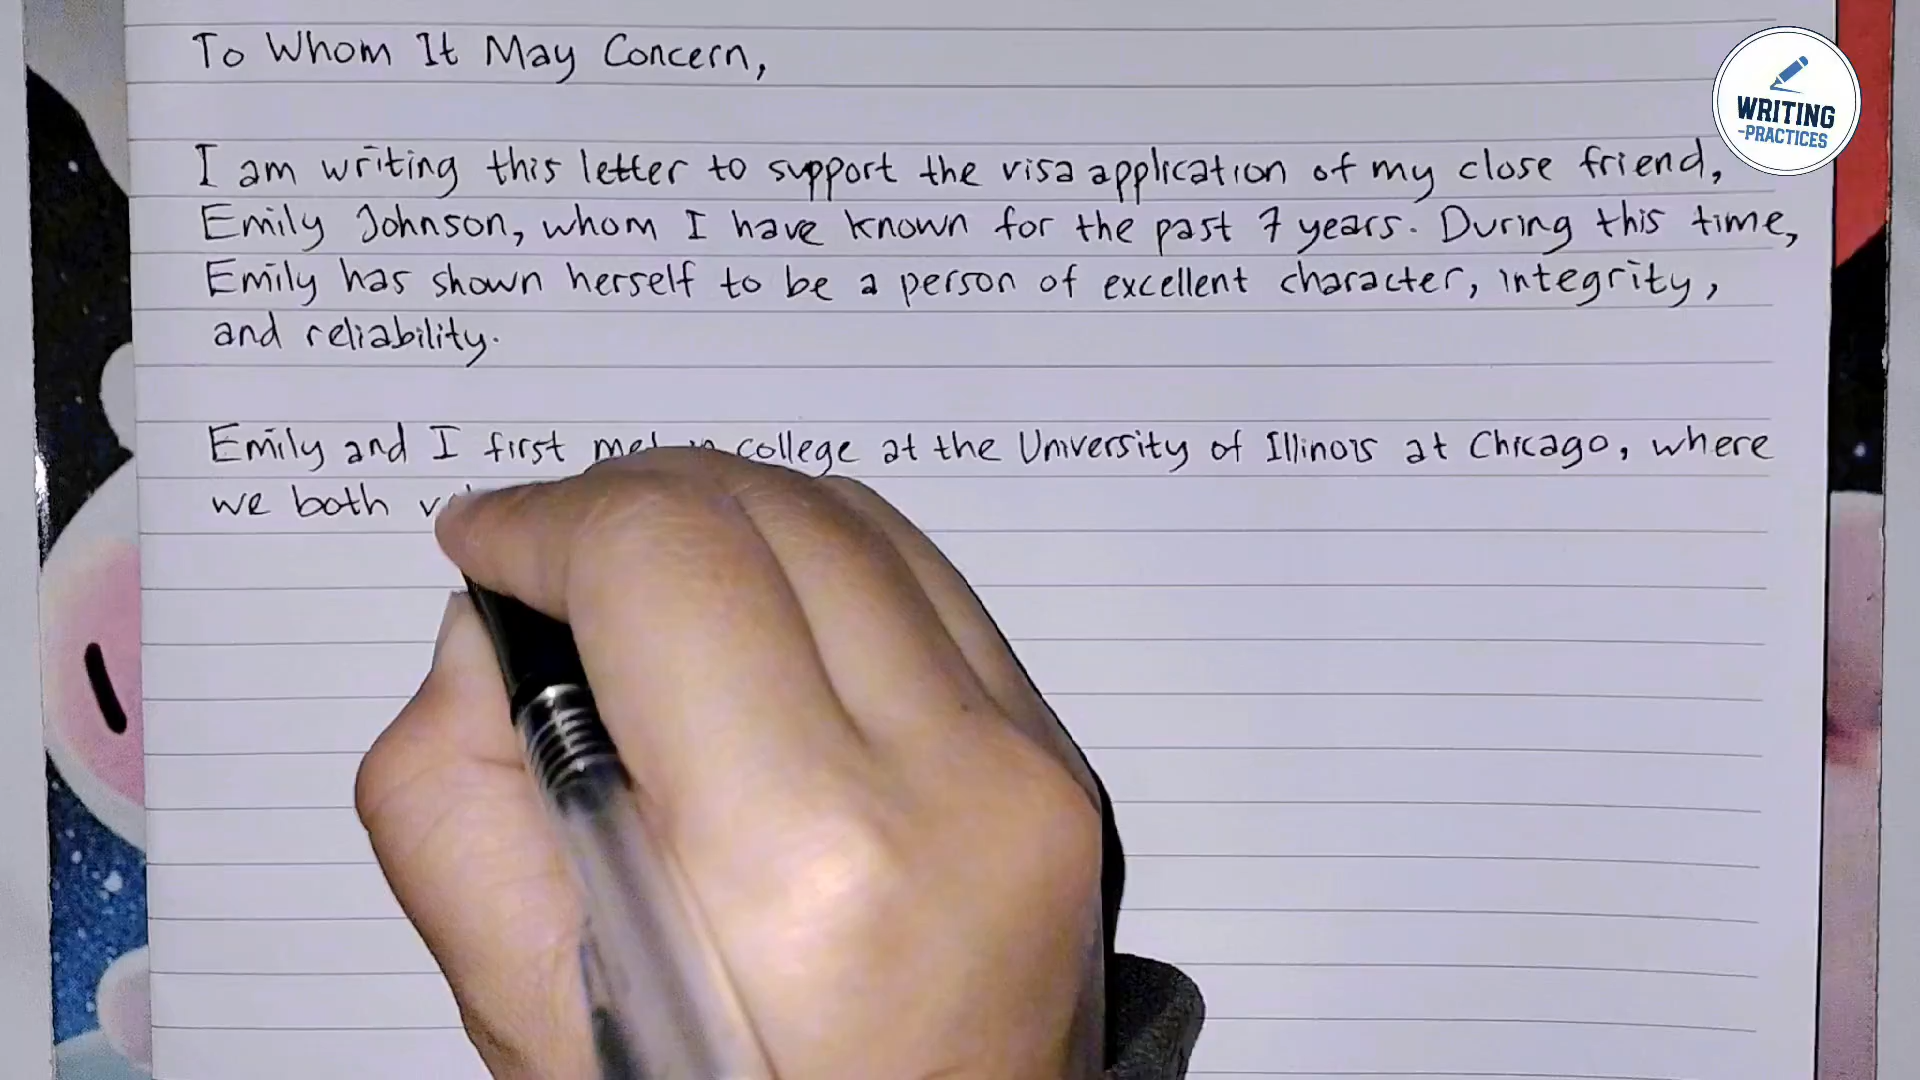 To Whom It May Concern,
I am writing this letter to support the visa application of my close friend,
Emily Johnson, whom I have known for the past 7 years. During this time,
Emily has shown herself to be a person of excellent character, integrity,
and reliability.
Emily and I first met in college at the University of Illinois at Chicago, where
we both
WRITING
-PRACTICES